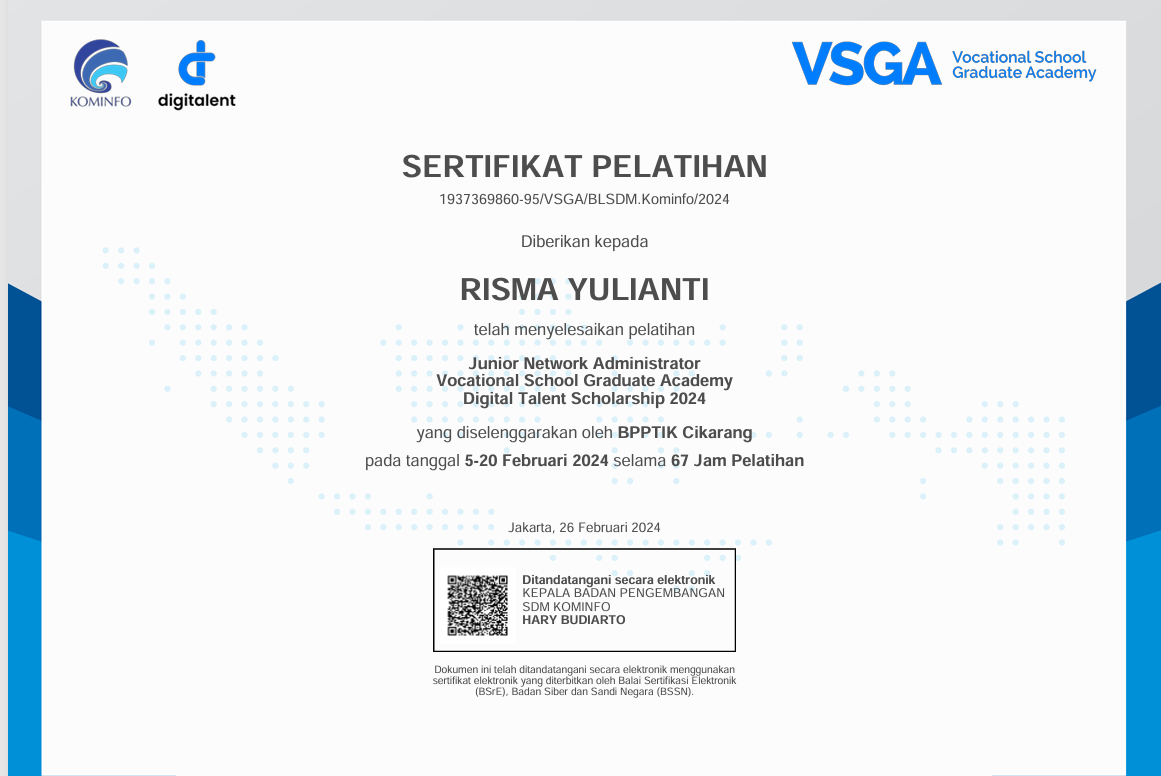 KOMINFO
digitalent
VSGA
Vocational School
Graduate Academy
SERTIFIKAT PELATIHAN
1937369860-95/VSGA/BLSDM.Kominfo/2024
Diberikan kepada
RISMA YULIANTI
telah menyelesaikan pelatihan
Junior Network Administrator
Vocational School Graduate Academy
Digital Talent Scholarship 2024
yang diselenggarakan oleh BPPTIK Cikarang
pada tanggal 5-20 Februari 2024 selama 67 Jam Pelatihan
Jakarta, 26 Februari 2024
Ditandatangani secara elektronik
KEPALA BADAN PENGEMBANGAN
SDM KOMINFO
HARY BUDIARTO
Dokumen ini telah ditandatangani secara elektronik menggunakan
sertifikat elektronik yang diterbitkan oleh Balai Sertifikasi Elektronik
(BSrE), Badan Siber dan Sandi Negara (BSSN).